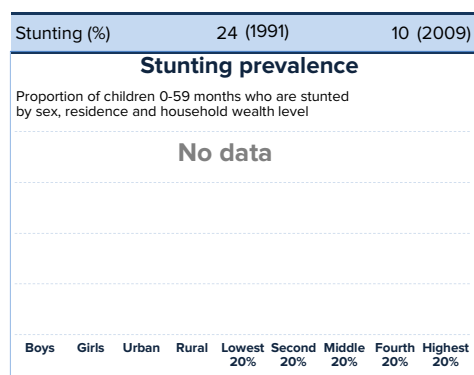 Stunting (%) 24 (1991) 10 (2009)
Stunting prevalence
Proportion of children 0-59 months who are stunted
by sex, residence and household wealth level
No data
Boys Girls Urban Rural Lowest Second Middle Fourth Highest
20% 20% 20% 20% 20%